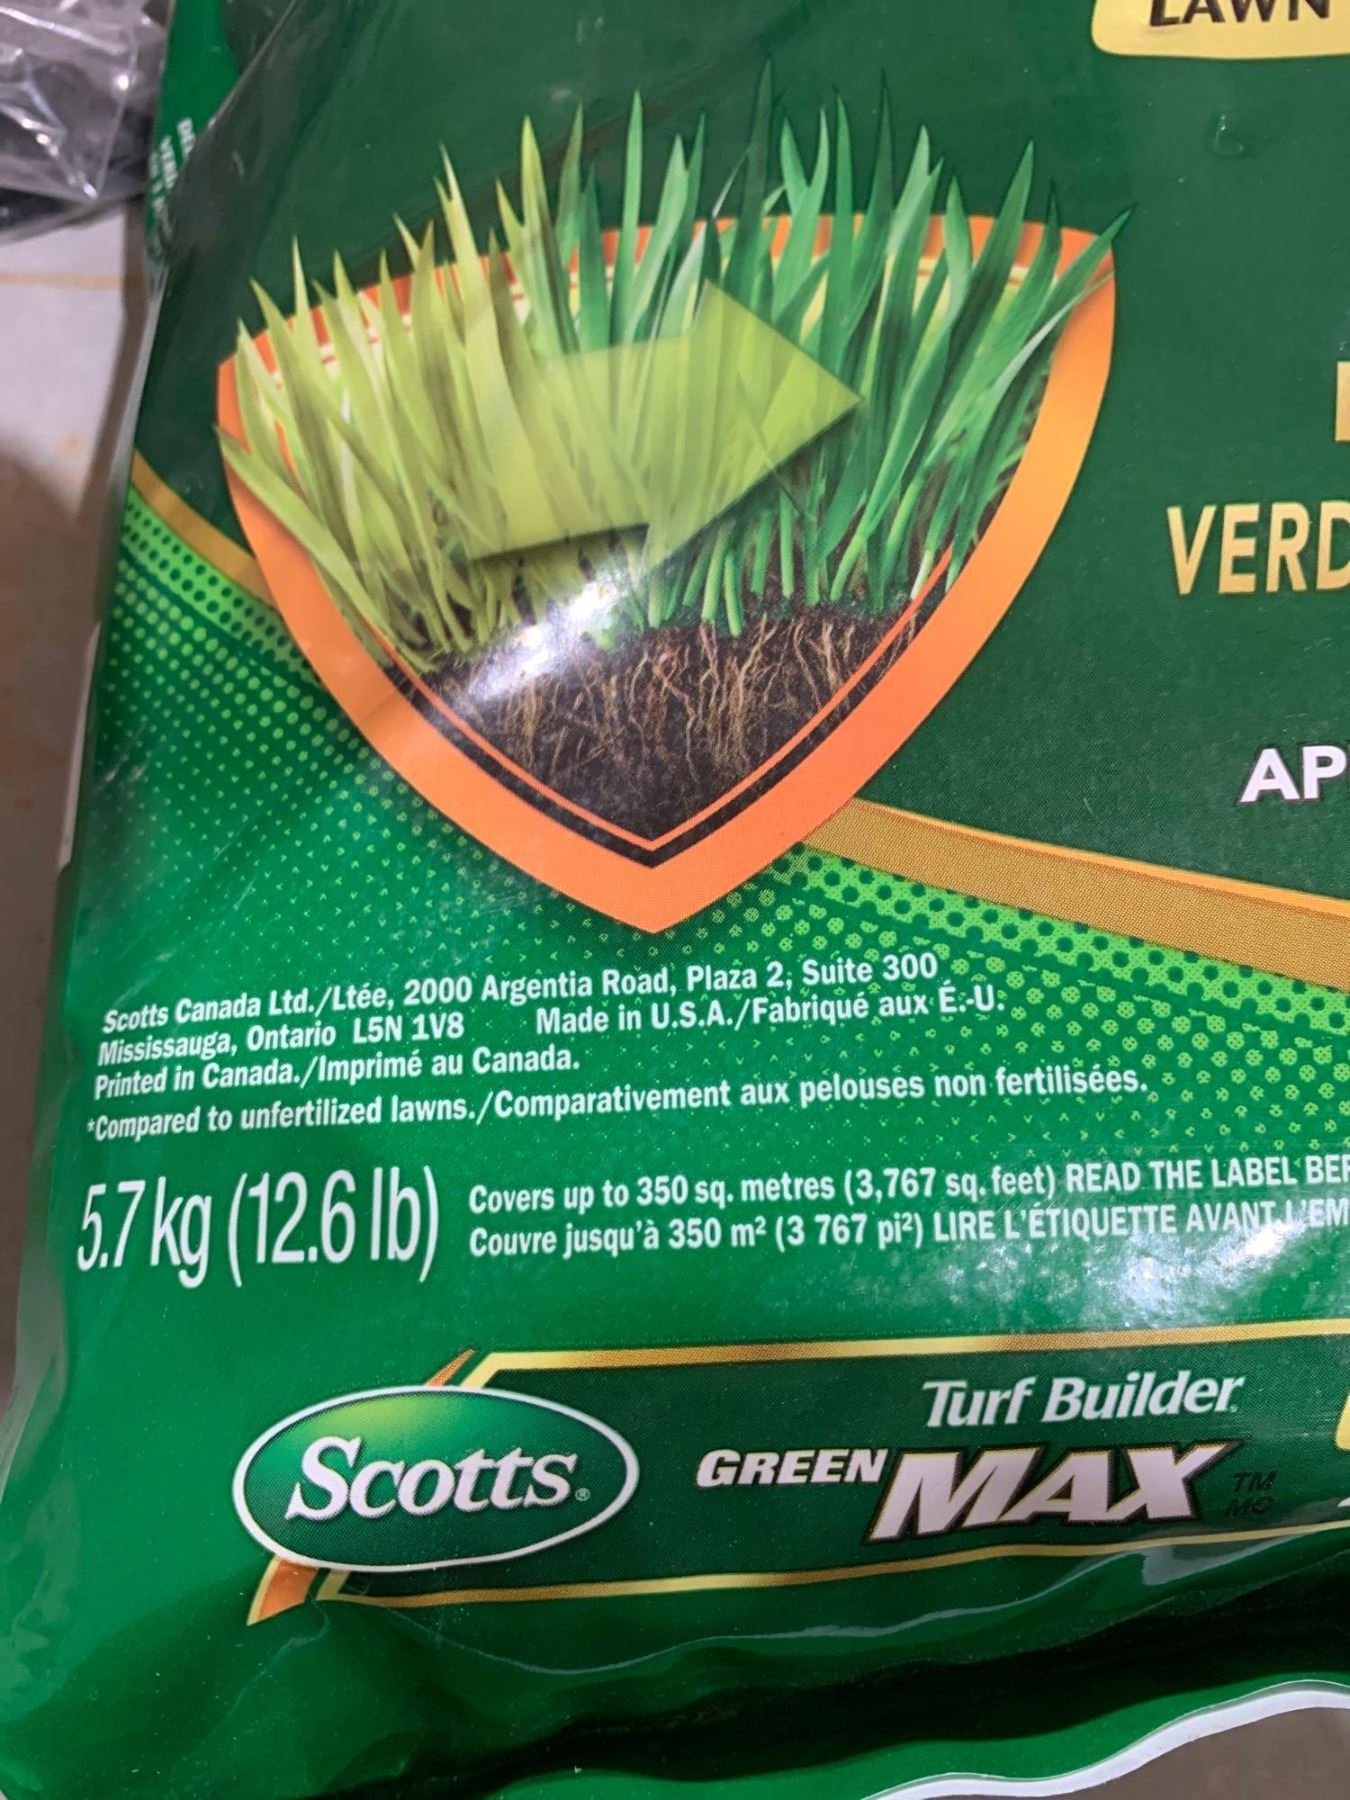 LAWN
VERD
AP
Scotts Canada Ltd./Ltée, 2000 Argentia Road, Plaza 2, Suite 300
Mississauga, Ontario L5N 1V8 Made in U.S.A./Fabriqué aux É.-U.
Printed in Canada./Imprimé au Canada.
*Compared to unfertilized lawns./Comparativement aux pelouses non fertilisées.
5.7 kg (12.6 lb)
Covers up to 350 sq. metres (3,767 sq. feet) READ THE LABEL BEF
Couvre jusqu'à 350 m² (3 767 pi²) LIRE L'ÉTIQUETTE AVANT L'EM
Scotts®
Turf Builder
GREEN MAX TM
MC